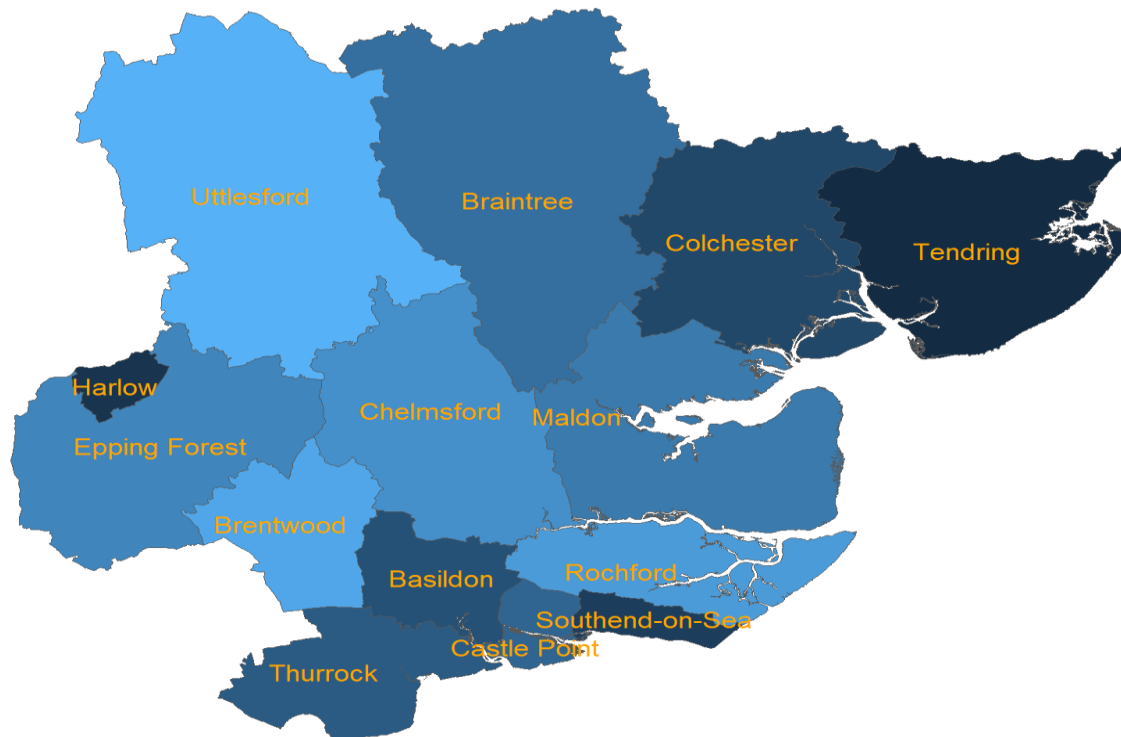 Uttlesford
Braintree
Colchester
Tendring
Harlow
Chelmsford
Maldon
Epping Forest
Brentwood
Basildon
Rochford
Southend-on-Sea
Castle Point
Thurrock